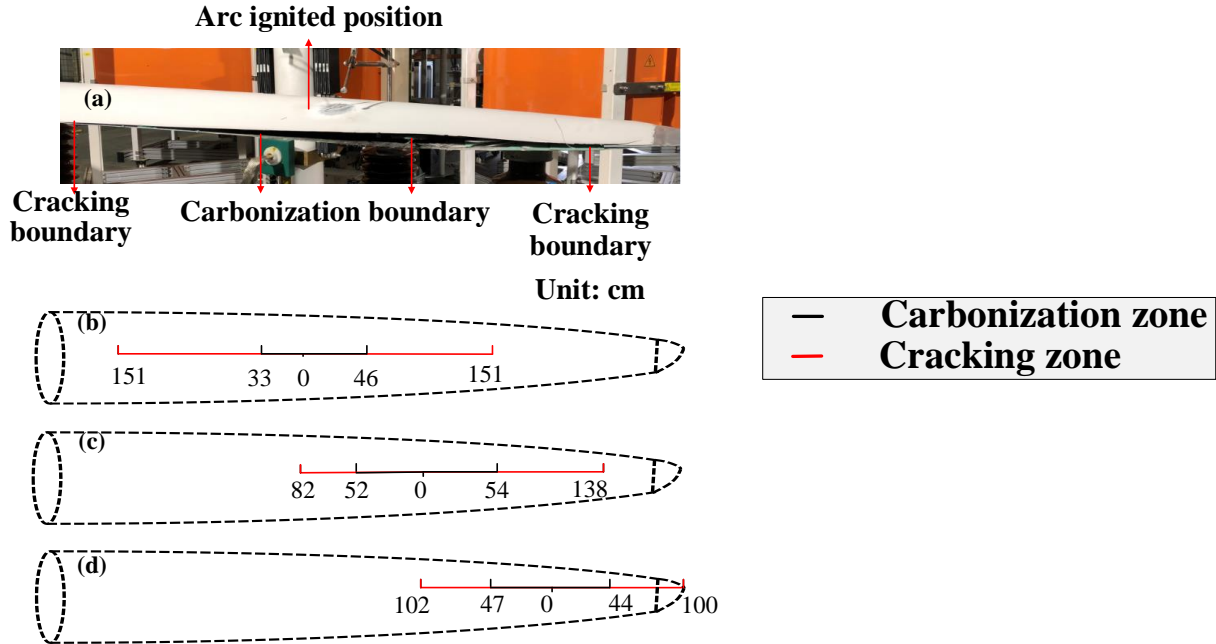 Arc ignited position
(a)
Cracking
boundary
Carbonization boundary
Cracking
boundary
Unit: cm
(b)
151 33 0 46 151
(c)
82 52 0 54 138
(d)
102 47 0 44 100
Carbonization zone
Cracking zone